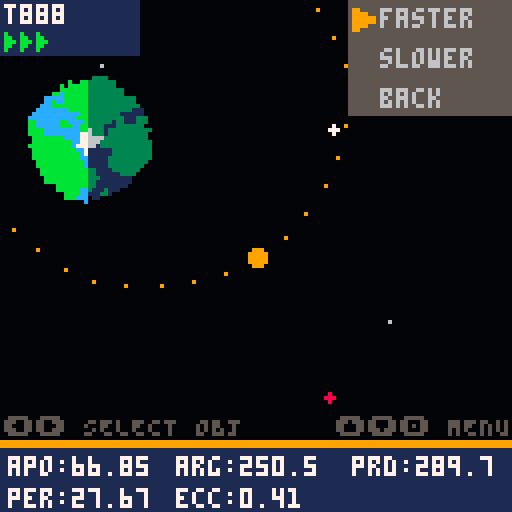 T888
FASTER
SLOWER
BACK
SELECT OBJ
MENU
APO:66.85 ARG:250.5 PRD:289.7
PER:27.67 ECC:0.41